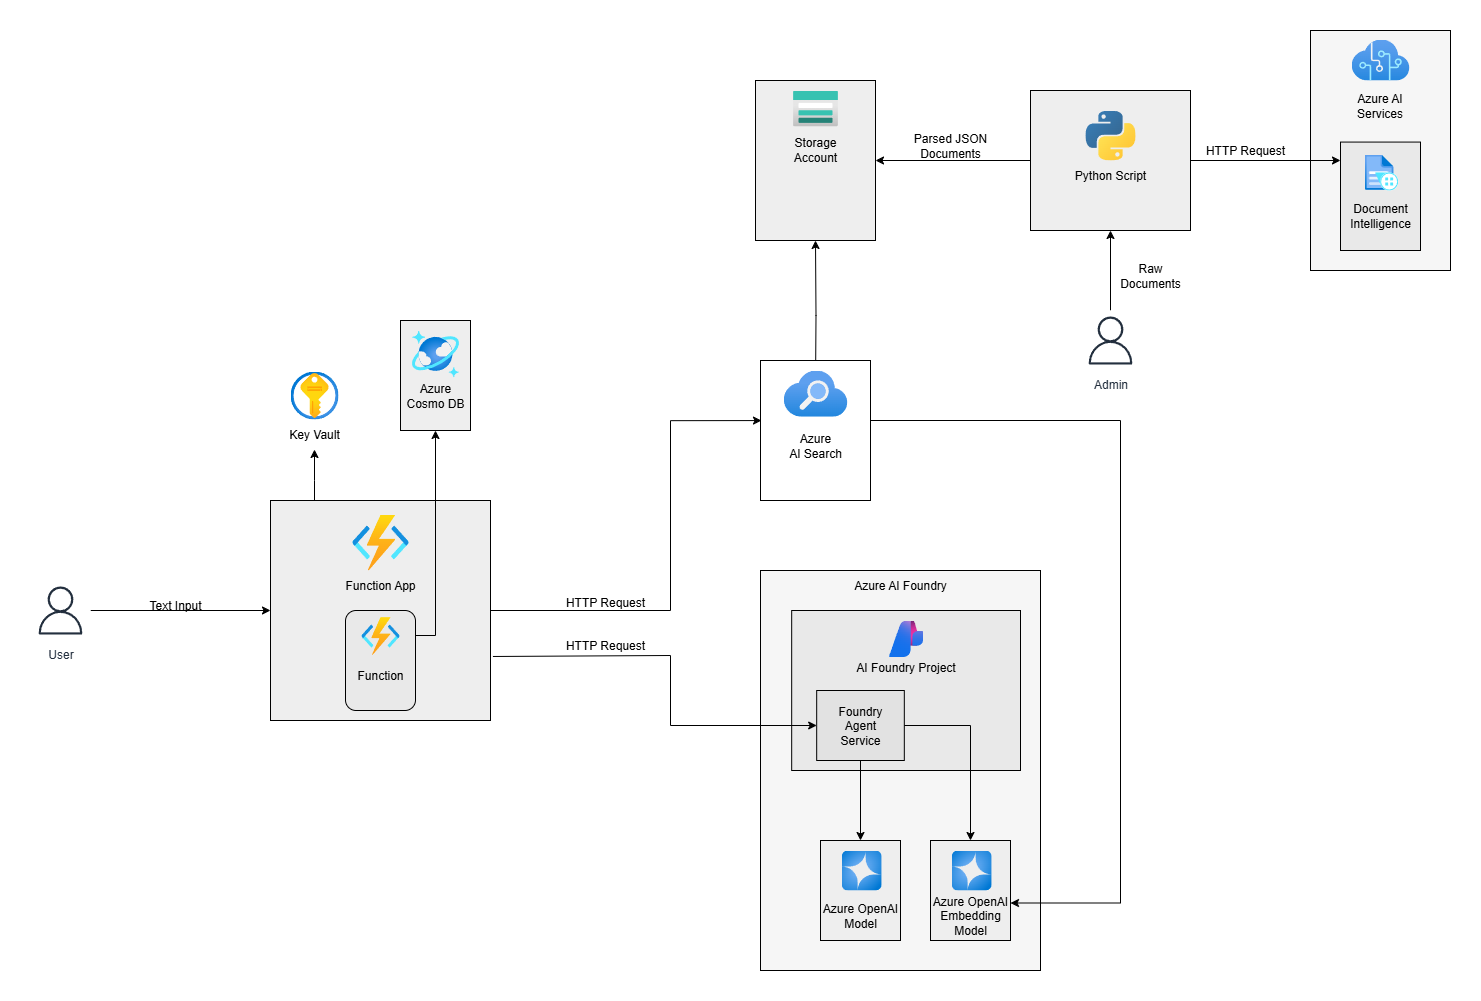 Azure AI
Services
Document
Intelligence
HTTP Request
Python Script
Parsed JSON
Documents
Storage
Account
Raw
Documents
Admin
Azure
Cosmo DB
Key Vault
Azure
AI Search
Function App
Function
Text Input
User
HTTP Request
HTTP Request
Azure AI Foundry
AI Foundry Project
Foundry
Agent
Service
Azure OpenAI
Model
Azure OpenAI
Embedding
Model